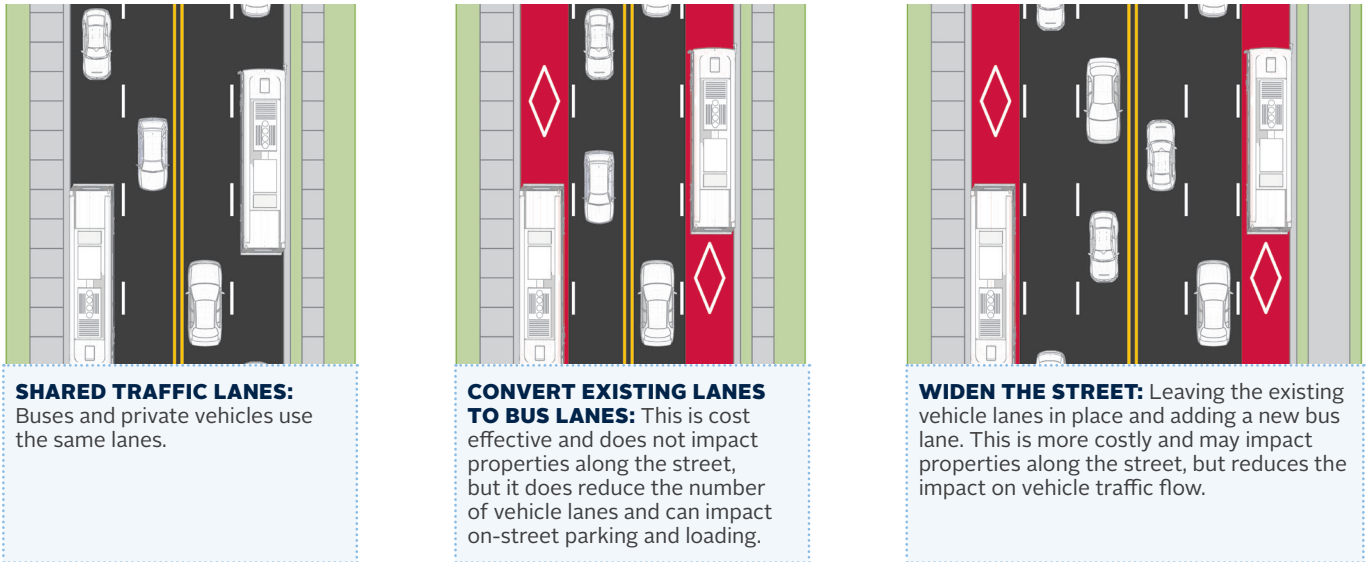 SHARED TRAFFIC LANES:
Buses and private vehicles use
the same lanes.
CONVERT EXISTING LANES
TO BUS LANES: This is cost
effective and does not impact
properties along the street,
but it does reduce the number
of vehicle lanes and can impact
on-street parking and loading.
WIDEN THE STREET: Leaving the existing
vehicle lanes in place and adding a new bus
lane. This is more costly and may impact
properties along the street, but reduces the
impact on vehicle traffic flow.